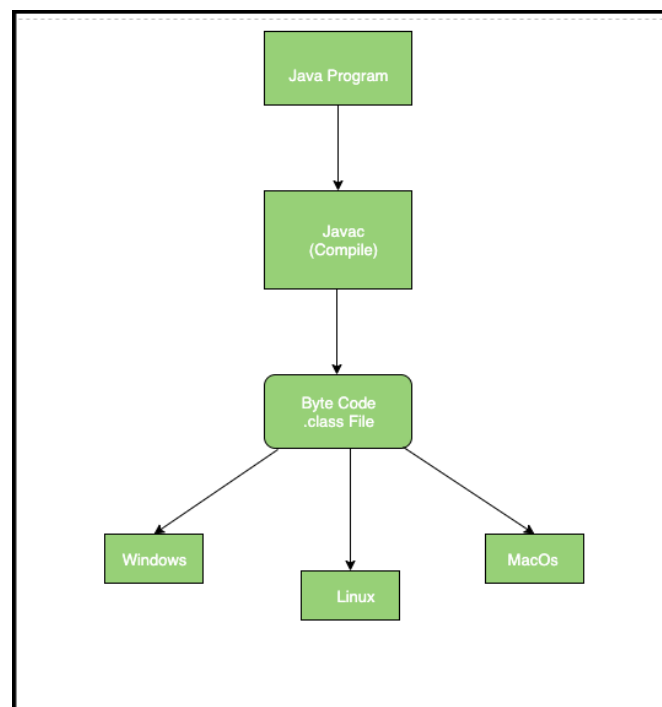 Java Program
Javac
(Compile)
Byte Code
.class File
Windows
Linux
MacOs